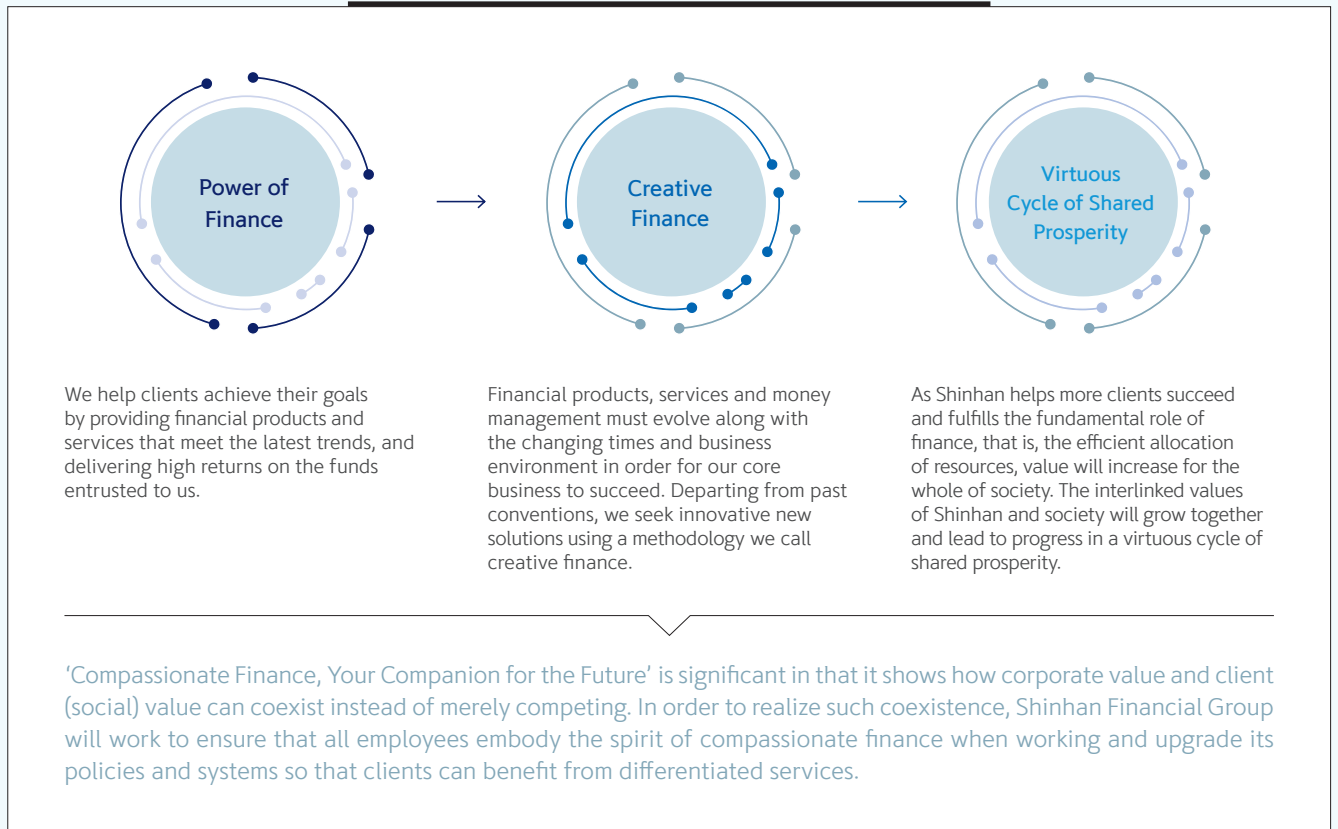 Power of
Finance
Creative
Finance
Virtuous
Cycle of Shared
Prosperity
We help clients achieve their goals
by providing financial products and
services that meet the latest trends, and
delivering high returns on the funds
entrusted to us.
Financial products, services and money
management must evolve along with
the changing times and business
environment in order for our core
business to succeed. Departing from past
conventions, we seek innovative new
solutions using a methodology we call
creative finance.
As Shinhan helps more clients succeed
and fulfills the fundamental role of
finance, that is, the efficient allocation
of resources, value will increase for the
whole of society. The interlinked values
of Shinhan and society will grow together
and lead to progress in a virtuous cycle of
shared prosperity.
‘Compassionate Finance, Your Companion for the Future’ is significant in that it shows how corporate value and client
(social) value can coexist instead of merely competing. In order to realize such coexistence, Shinhan Financial Group
will work to ensure that all employees embody the spirit of compassionate finance when working and upgrade its
policies and systems so that clients can benefit from differentiated services.